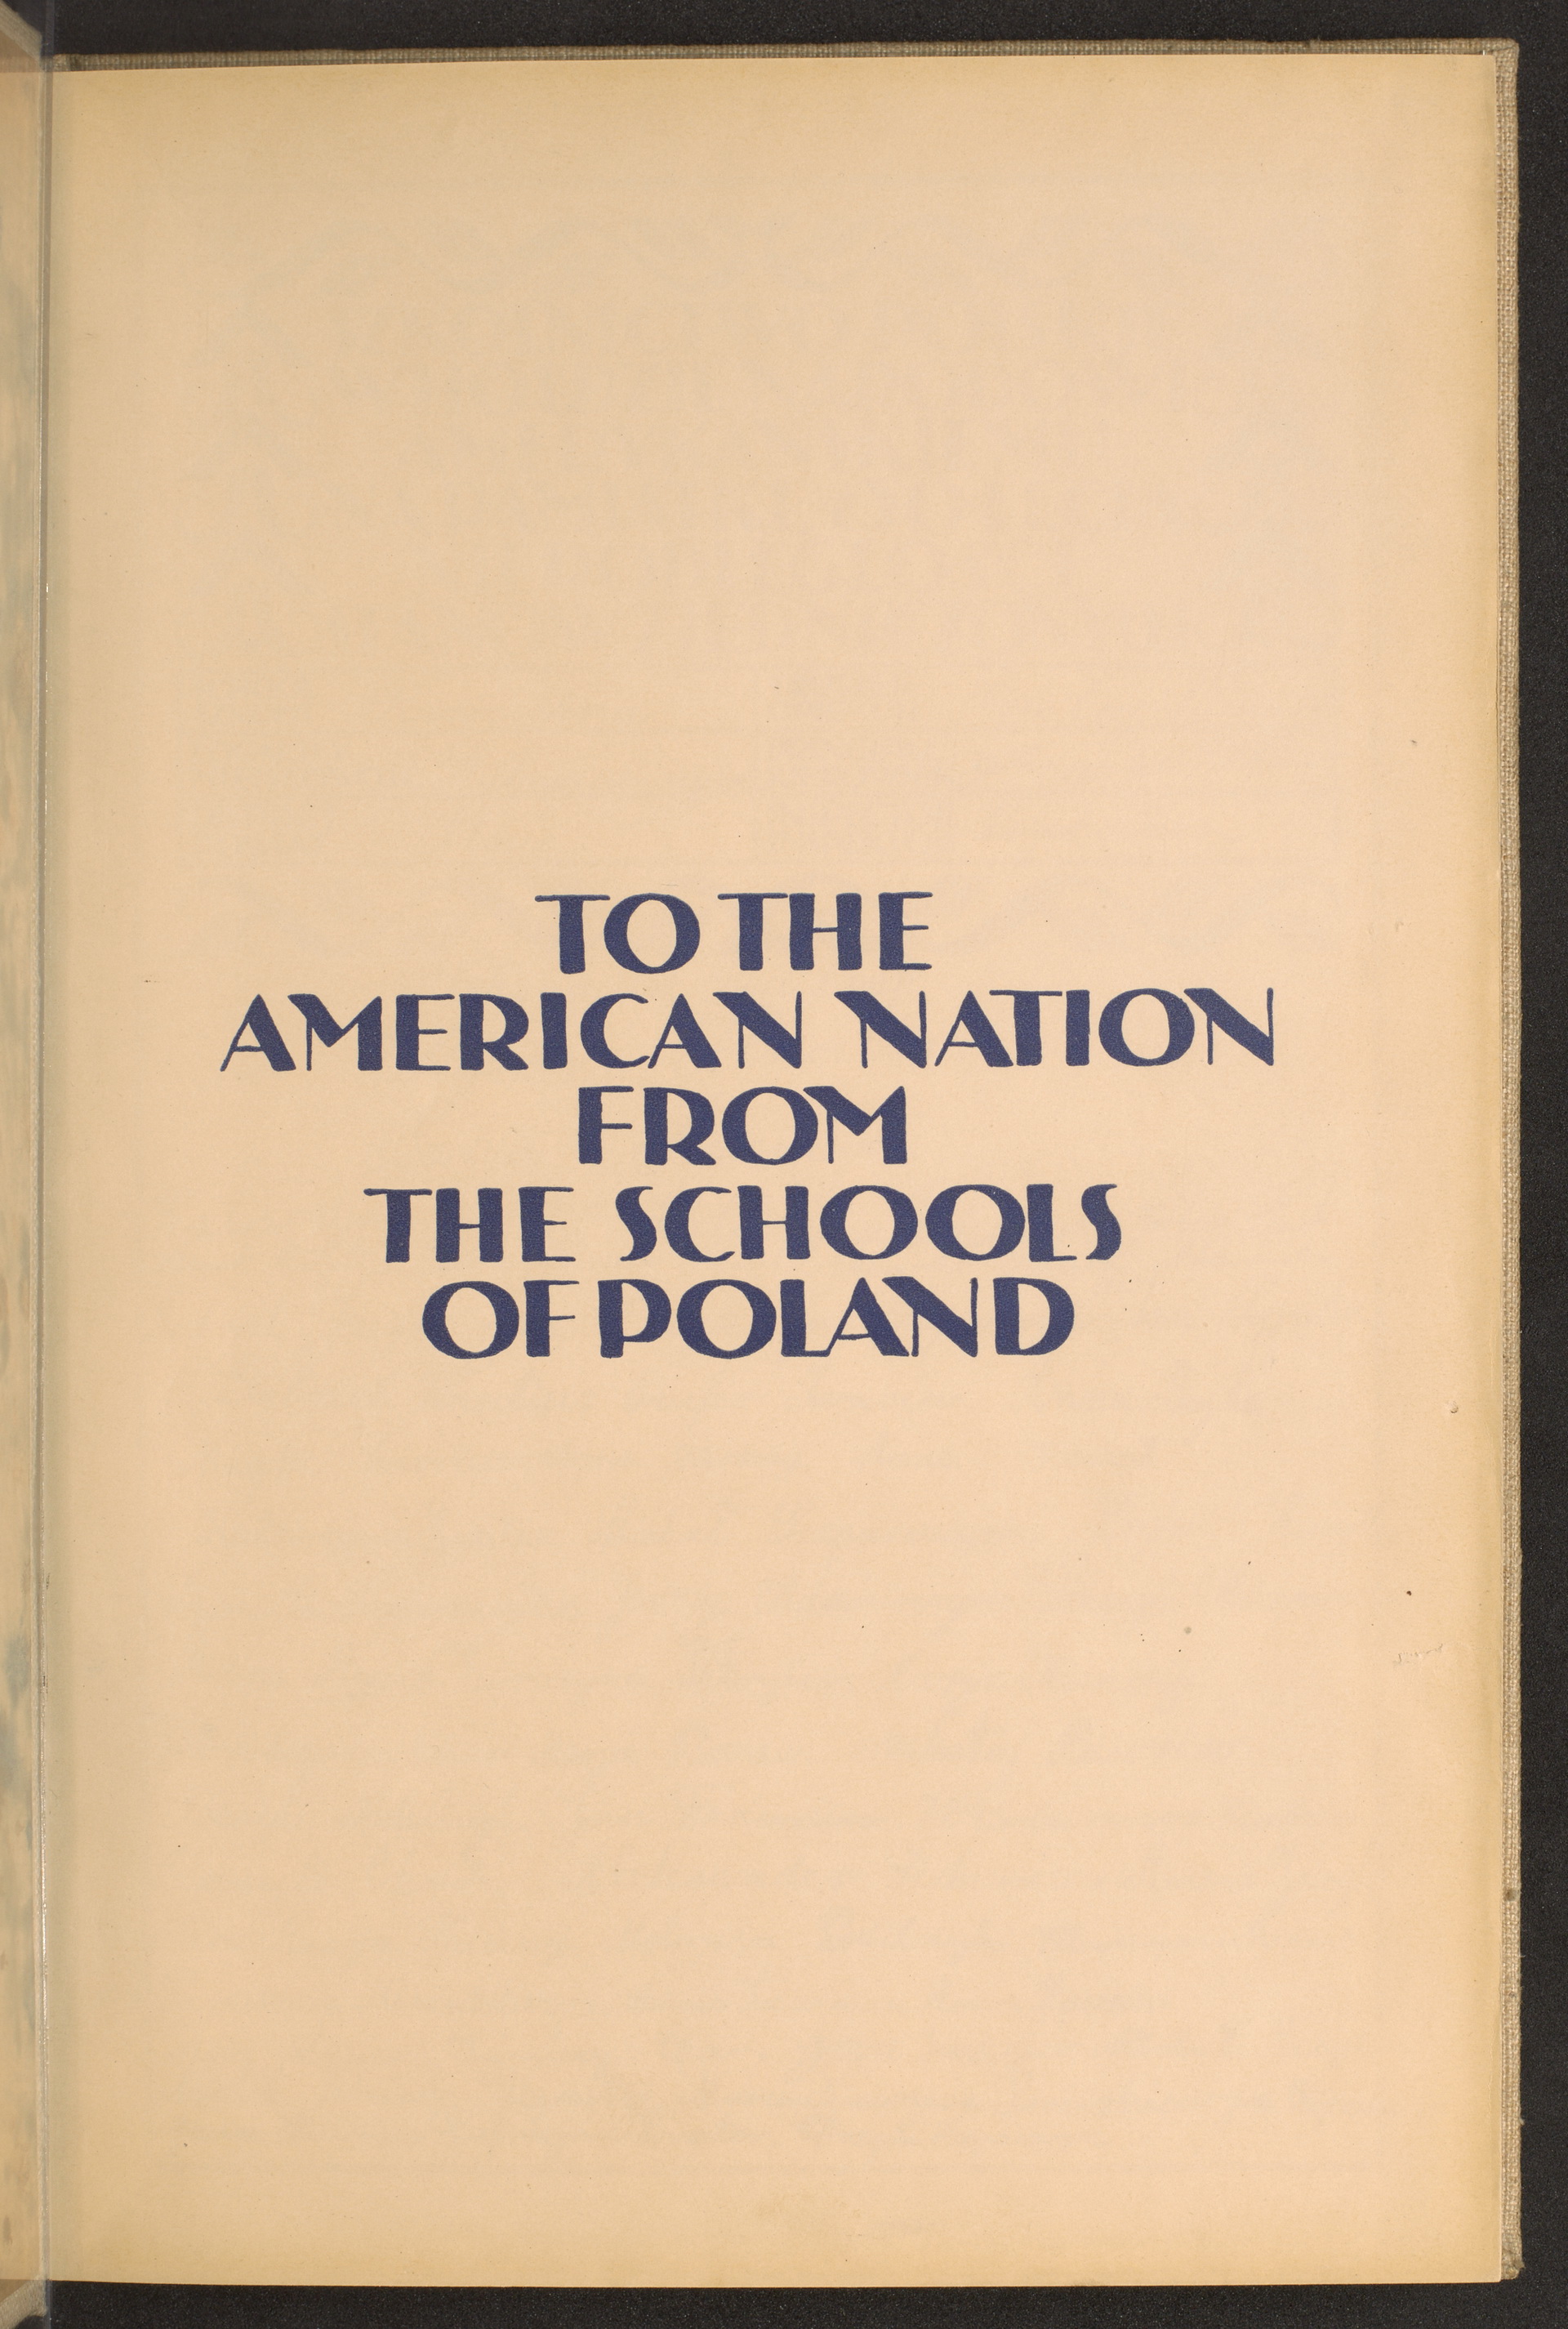 TO THE
AMERICAN NATION
FROM
THE SCHOOLS
OF POLAND